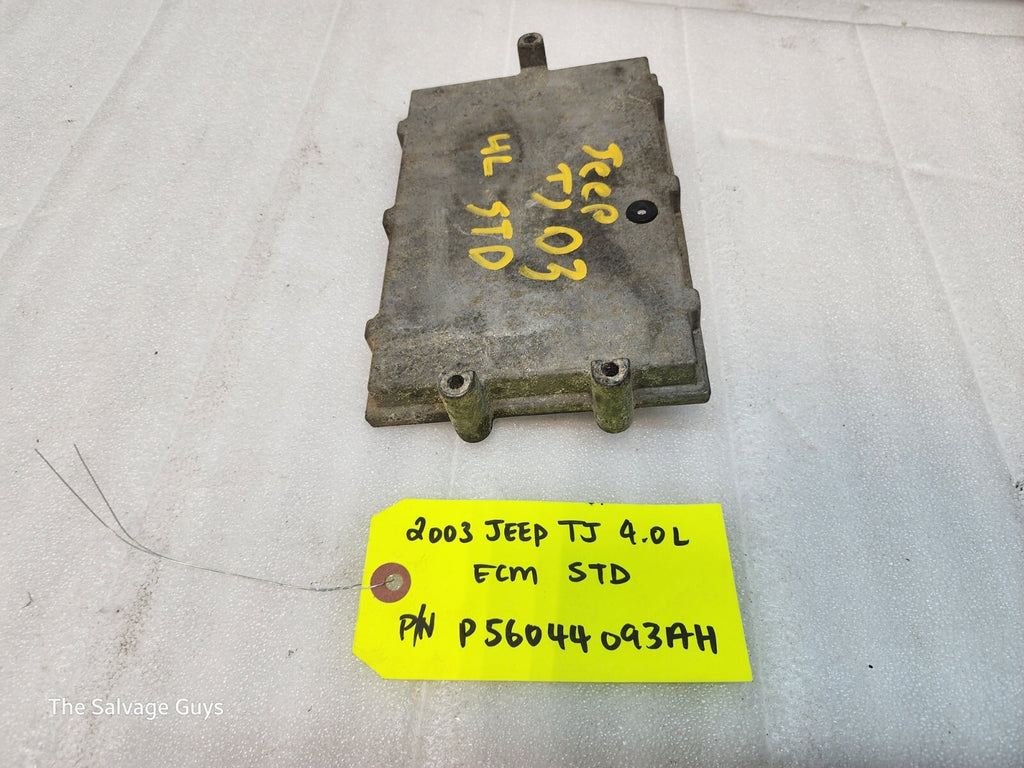 Jeep
TJ 03
4L STD
2003 JEEP TJ 4.0L
ECM STD
P/N P56044093AH
The Salvage Guys